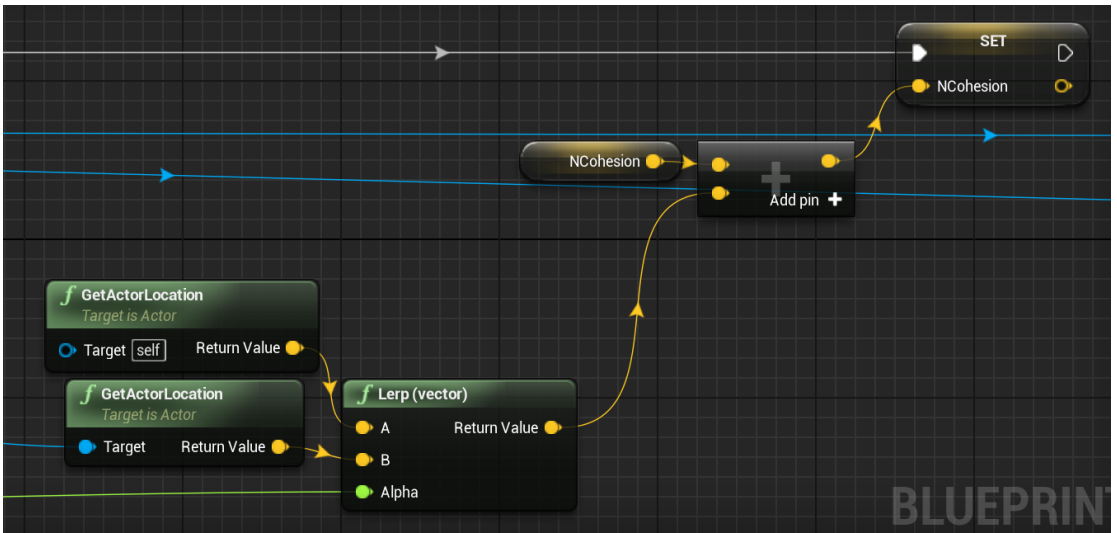 SET
NCohesion
NCohesion
Add pin
f GetActorLocation
Target is Actor
Target self Return Value
f GetActorLocation
Target is Actor
Target Return Value
f Lerp (vector)
A Return Value
B
Alpha
BLUEPRINT